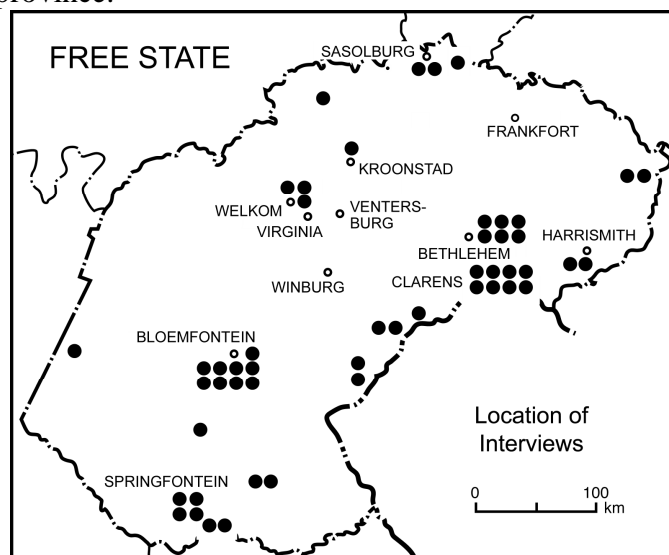 province.
FREE STATE
SASOLBURG
FRANKFORT
KROONSTAD
WELKOM
VENTERS-
BURG
VIRGINIA
HARRISMITH
BETHLEHEM
CLARENS
WINBURG
BLOEMFONTEIN
Location of
Interviews
SPRINGFONTEIN
0 100
km